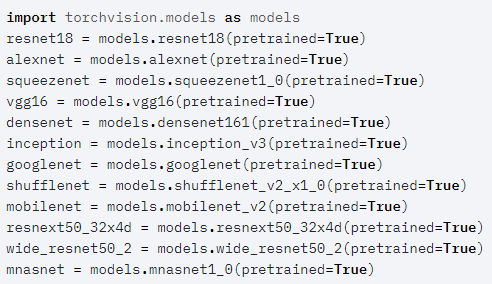 import torchvision.models as models
resnet18 = models.resnet18(pretrained=True)
alexnet = models.alexnet(pretrained=True)
squeezenet = models.squeezenet1_0(pretrained=True)
vgg16 = models.vgg16(pretrained=True)
densenet = models.densenet161(pretrained=True)
inception = models.inception_v3(pretrained=True)
googlenet = models.googlenet(pretrained=True)
shufflenet = models.shufflenet_v2_x1_0(pretrained=True)
mobilenet = models.mobilenet_v2(pretrained=True)
resnext50_32x4d = models.resnext50_32x4d(pretrained=True)
wide_resnet50_2 = models.wide_resnet50_2(pretrained=True)
mnasnet = models.mnasnet1_0(pretrained=True)